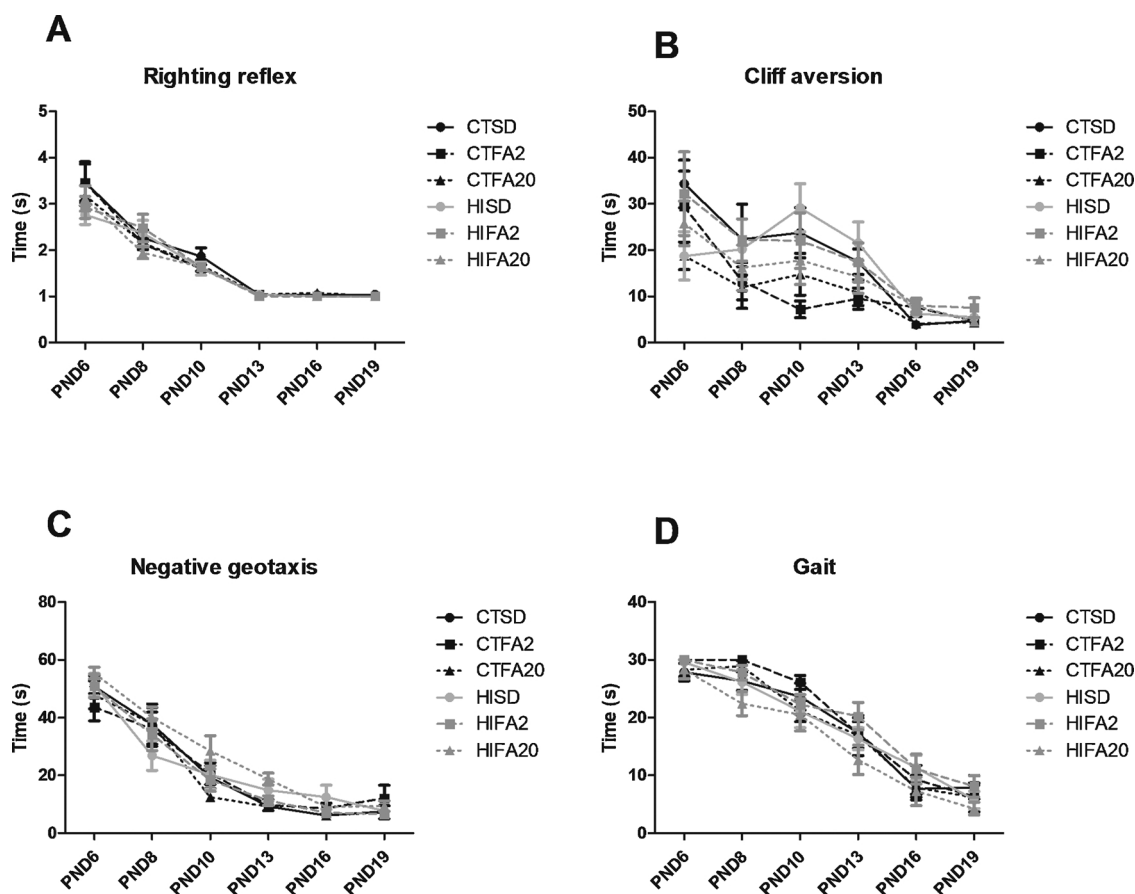 A
Righting reflex
Time (s)
5
4
3
2
1
0
PND6
PND8
PND10
PND13
PND16
PND19
CTSD
CTFA2
CTFA20
HISD
HIFA2
HIFA20
B
Cliff aversion
Time (s)
50
40
30
20
10
0
PND6
PND8
PND10
PND13
PND16
PND19
CTSD
CTFA2
CTFA20
HISD
HIFA2
HIFA20
C
Negative geotaxis
Time (s)
80
60
40
20
0
PND6
PND8
PND10
PND13
PND16
PND19
CTSD
CTFA2
CTFA20
HISD
HIFA2
HIFA20
D
Gait
Time (s)
40
30
20
10
0
PND6
PND8
PND10
PND13
PND16
PND19
CTSD
CTFA2
CTFA20
HISD
HIFA2
HIFA20